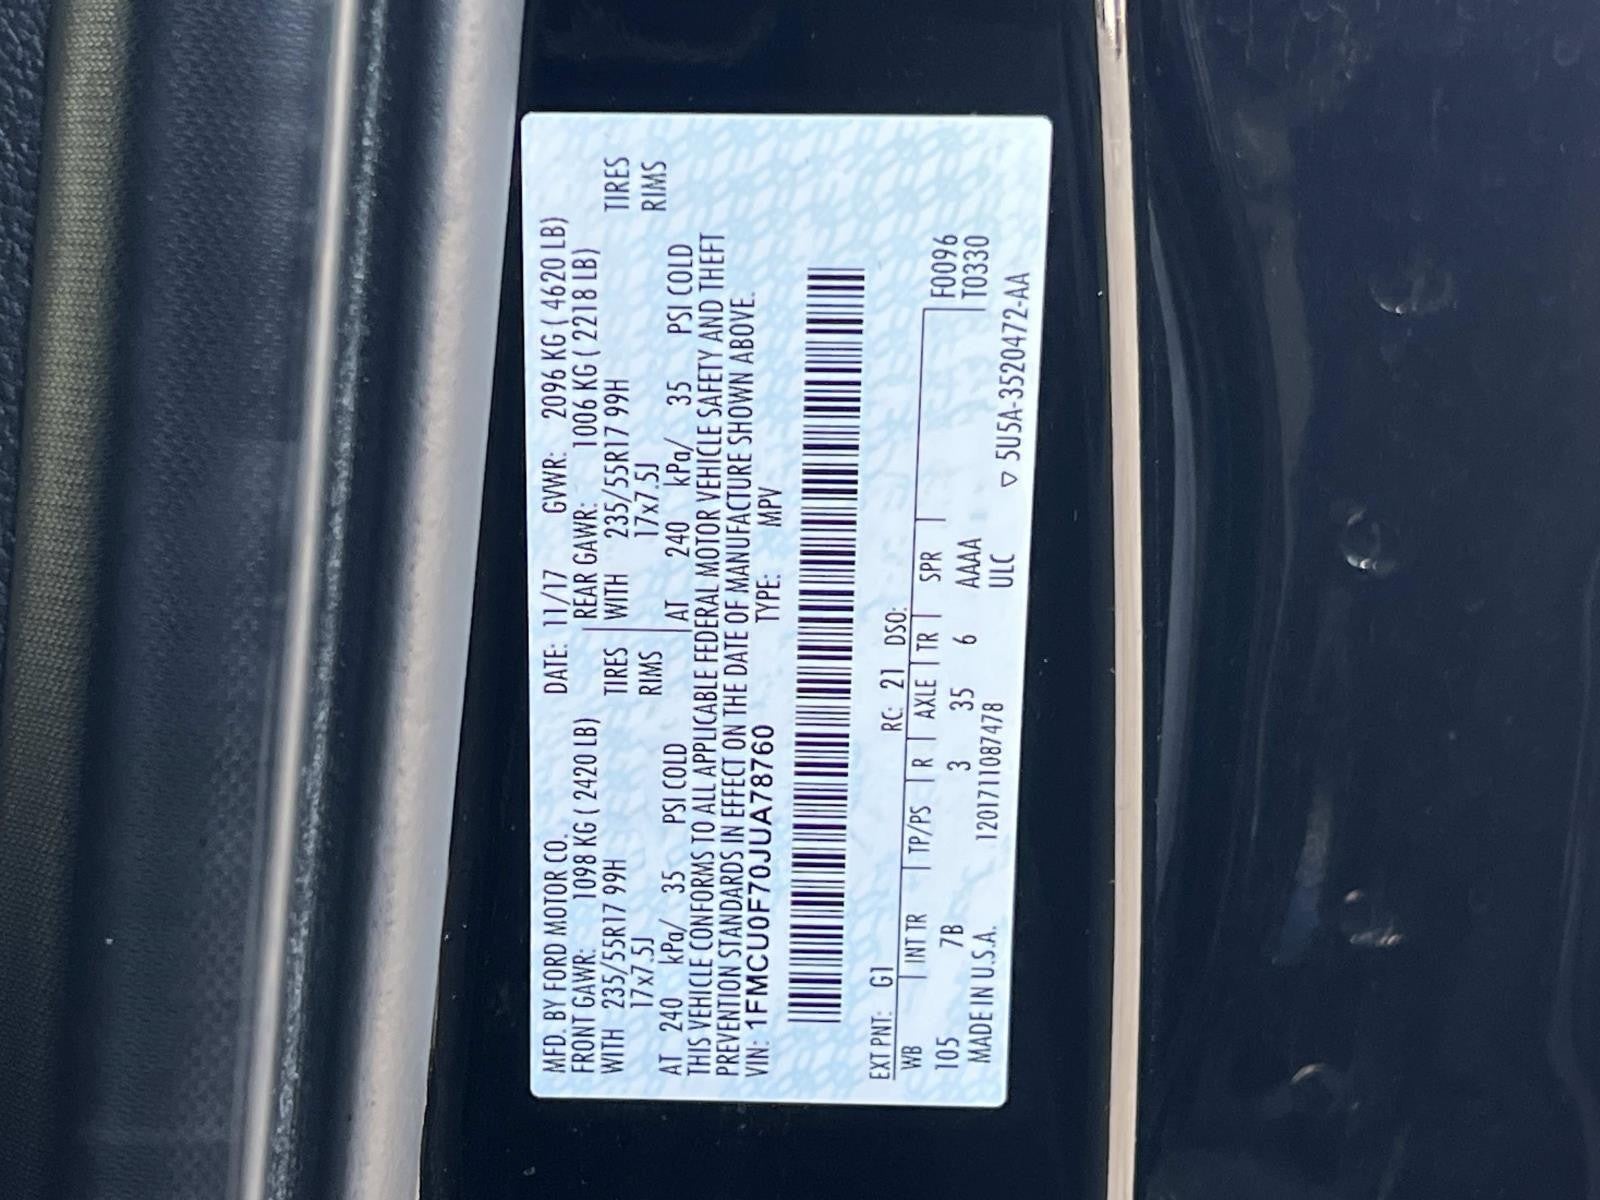 MFD. BY FORD MOTOR CO. DATE: 11/17 GVWR: 2096 KG ( 4620 LB)
FRONT GAWR: 1098 KG ( 2420 LB) REAR GAWR: 1006 KG ( 2218 LB)
WITH 235/55R17 99H TIRES WITH 235/55R17 99H TIRES
17x7.5J RIMS 17x7.5J RIMS
AT 240 kPa/ 35 PSI COLD AT 240 kPa/ 35 PSI COLD
THIS VEHICLE CONFORMS TO ALL APPLICABLE FEDERAL MOTOR VEHICLE SAFETY AND THEFT
PREVENTION STANDARDS IN EFFECT ON THE DATE OF MANUFACTURE SHOWN ABOVE.
VIN: 1FMCU0F70JUA78760 TYPE: MPV
EXT PNT: G1 RC: 21 DSO:
WB INT TR TP/PS R AXLE TR SPR F0096
105 7B 3 35 6 AAAA T0330
MADE IN U.S.A. 120171108747​8 ULC
▽ 5U5A-3520472-AA